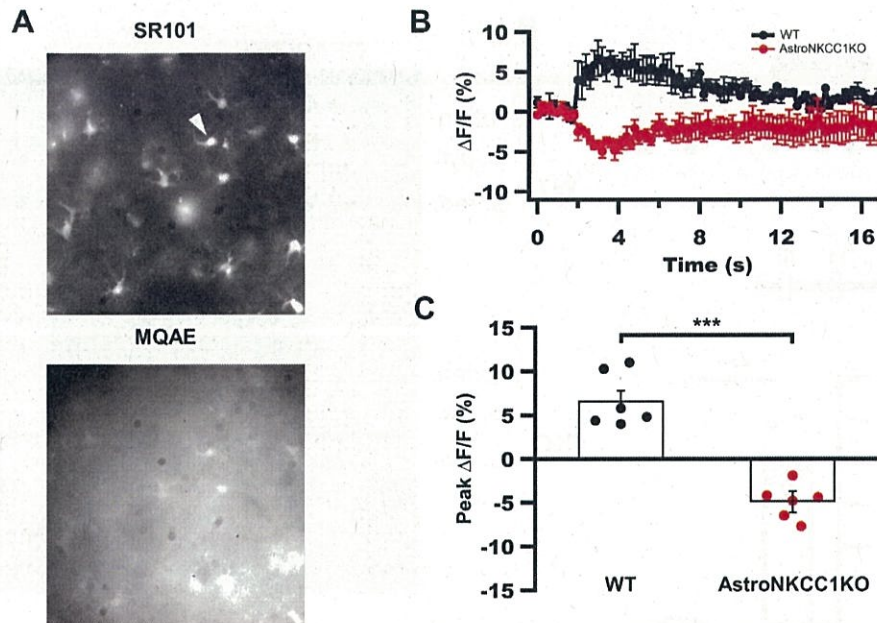 A
SR101
MQAE
B
WT
AstroNKCC1KO
ΔF/F (%)
10
5
0
-5
-10
0
4
8
12
16
Time (s)
C
***
Peak ΔF/F (%)
15
10
5
0
-5
-10
-15
WT
AstroNKCC1KO